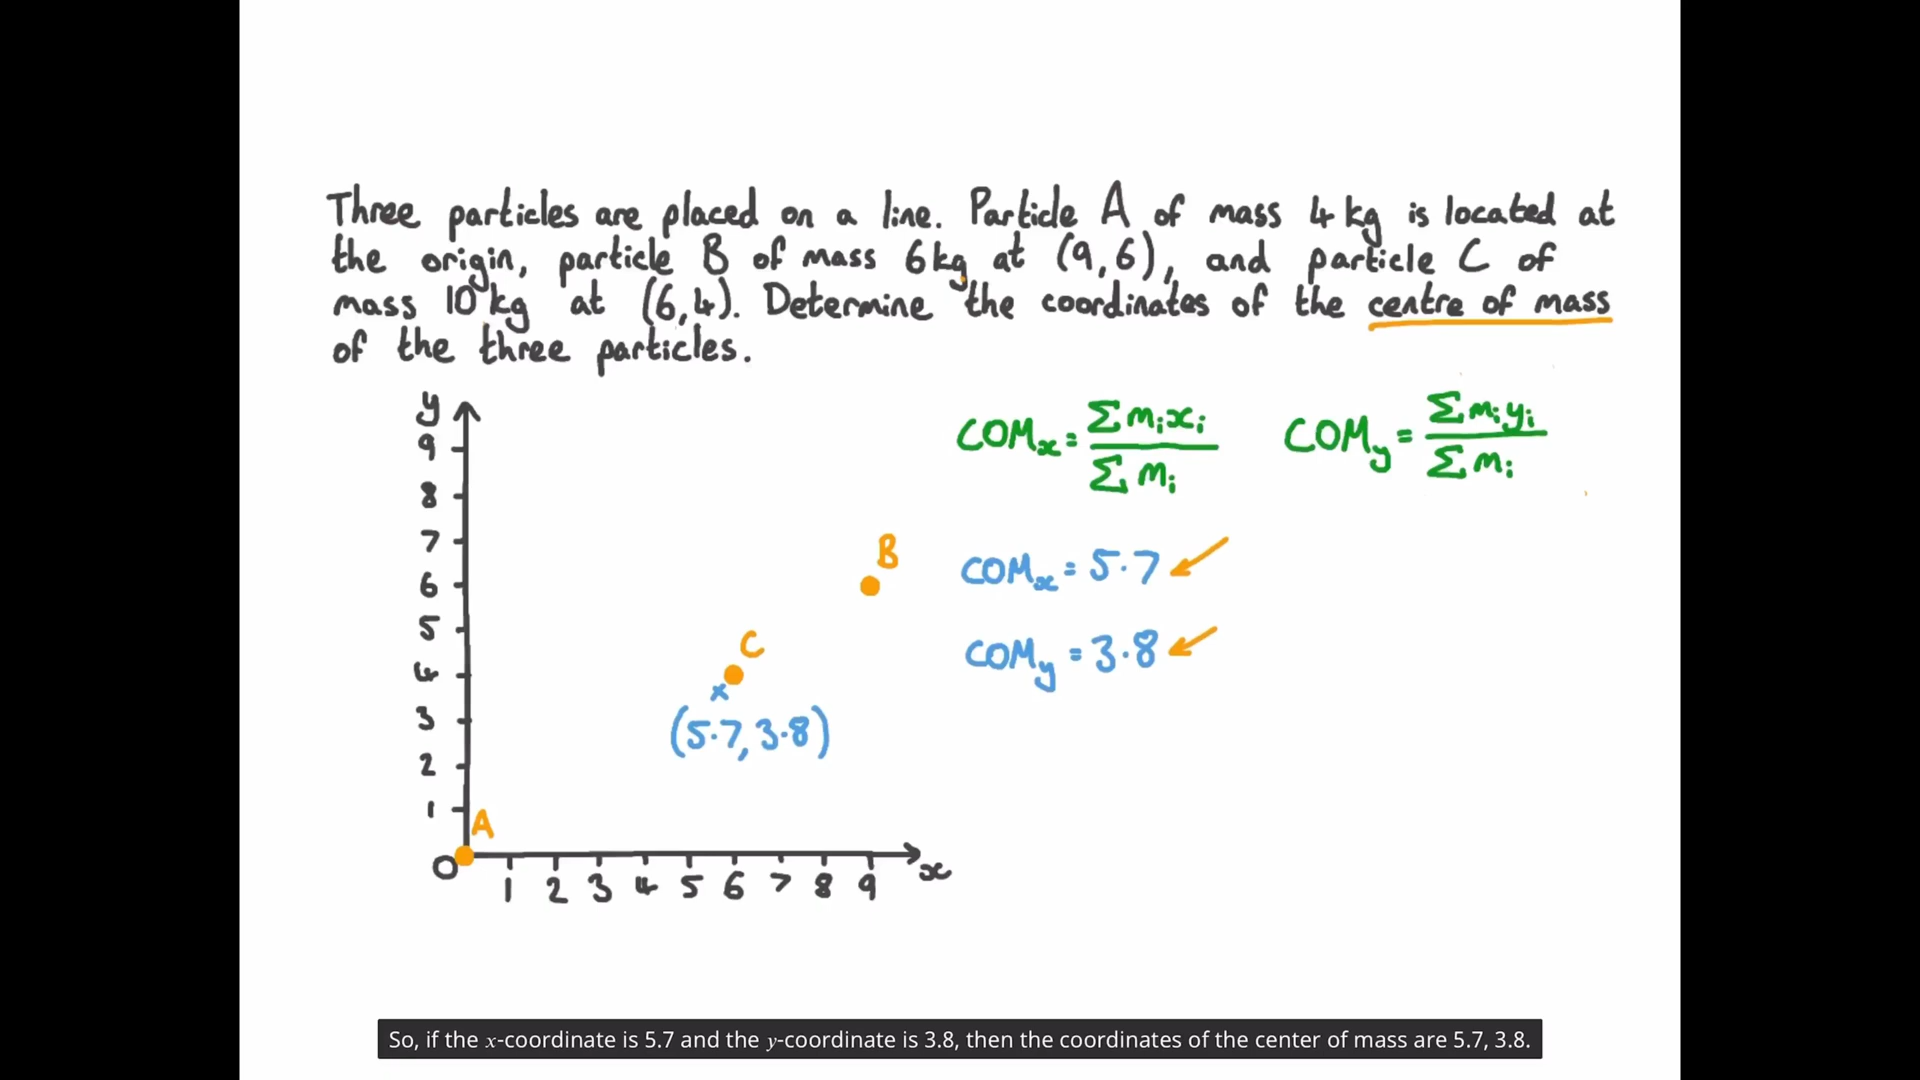 Three particles are placed on a line. Particle A of mass 4 kg is located at
the origin, particle B of mass 6 kg at (9,6), and particle C of
mass 10 kg at (6,4). Determine the coordinates of the centre of mass
of the three particles.
y
9
8
7
6
5
4
3
2
1
O
1 2 3 4 5 6 7 8 9
x
A
B
C
x
(5.7, 3.8)
COMx = Σ mixi / Σ mi
COMy = Σ miyi / Σ mi
COMx = 5.7
COMy = 3.8
So, if the x-coordinate is 5.7 and the y-coordinate is 3.8, then the coordinates of the center of mass are 5.7, 3.8.